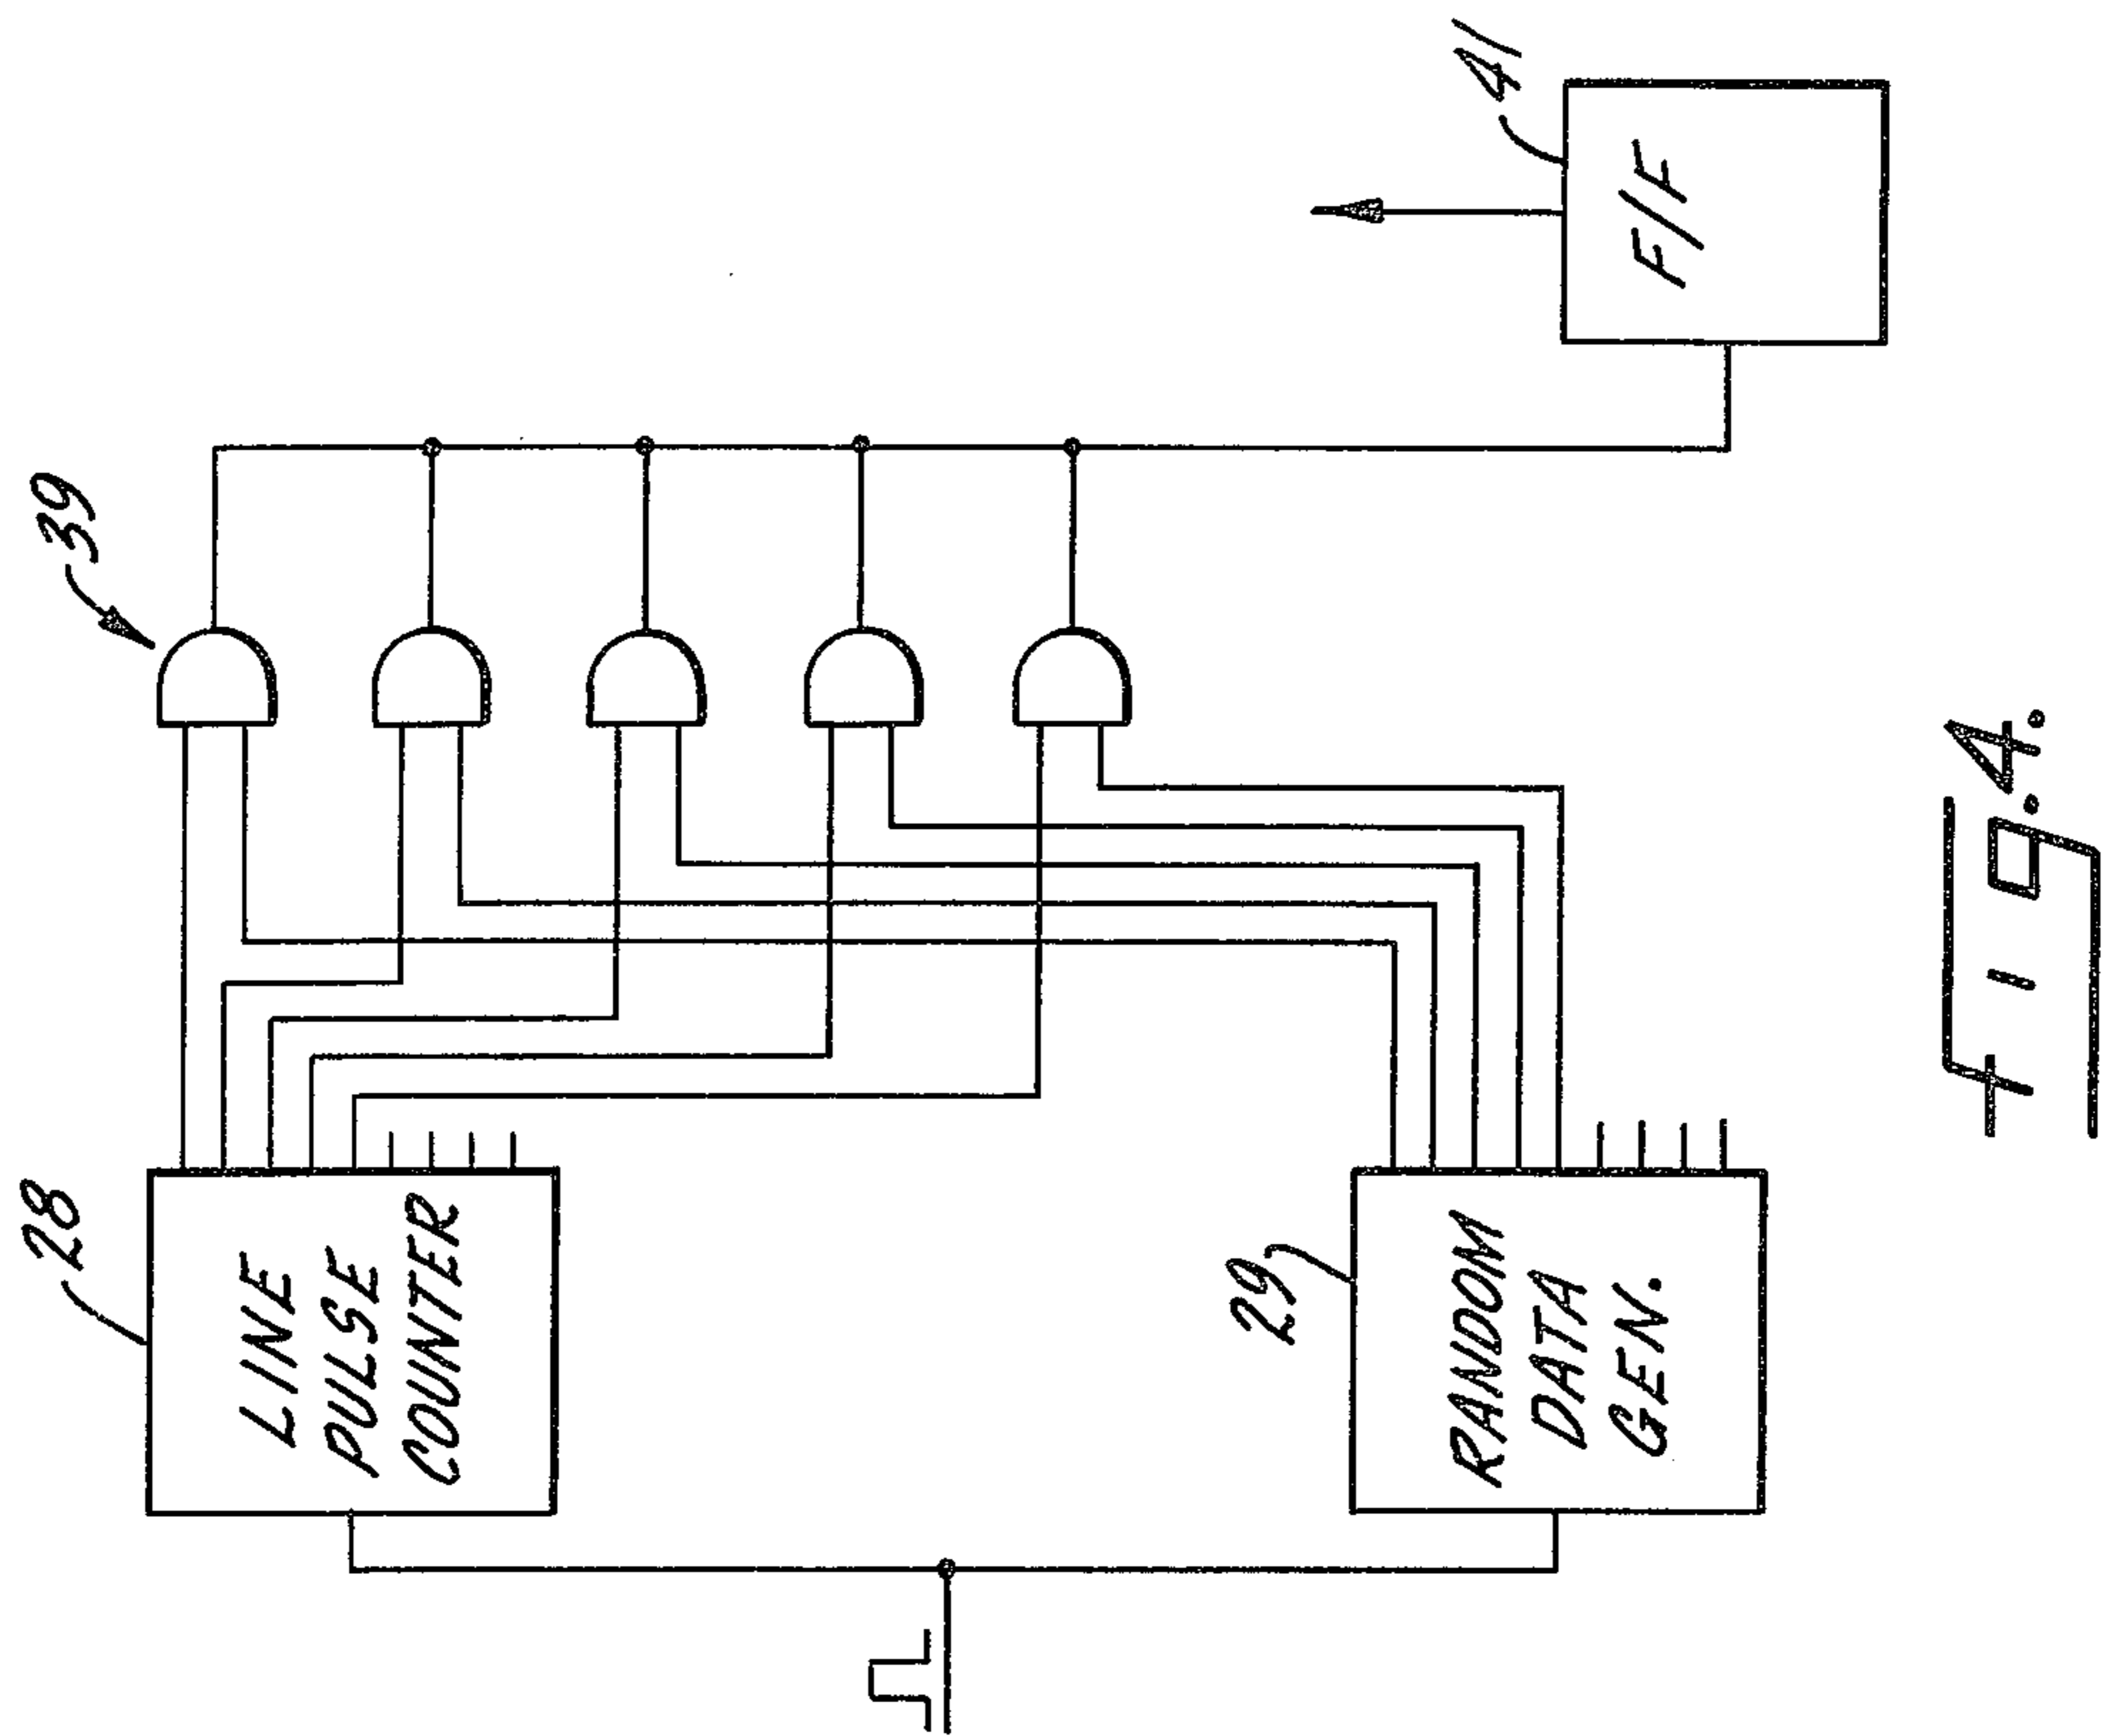 28
LINE
PULSE
COUNTER
39
29
RANDOM
DATA
GEN.
41
F/F
Fig. 4.